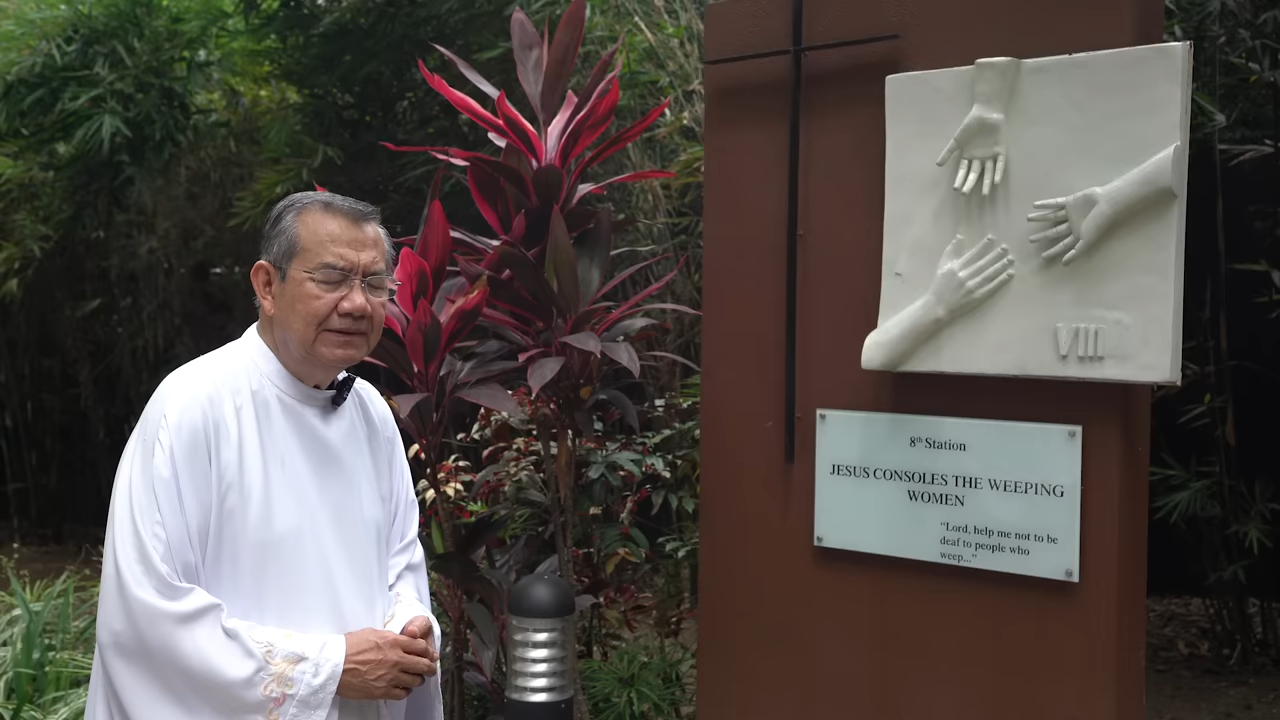 VIII
8th Station
JESUS CONSOLES THE WEEPING
WOMEN
“Lord, help me not to be
deaf to people who
weep...”